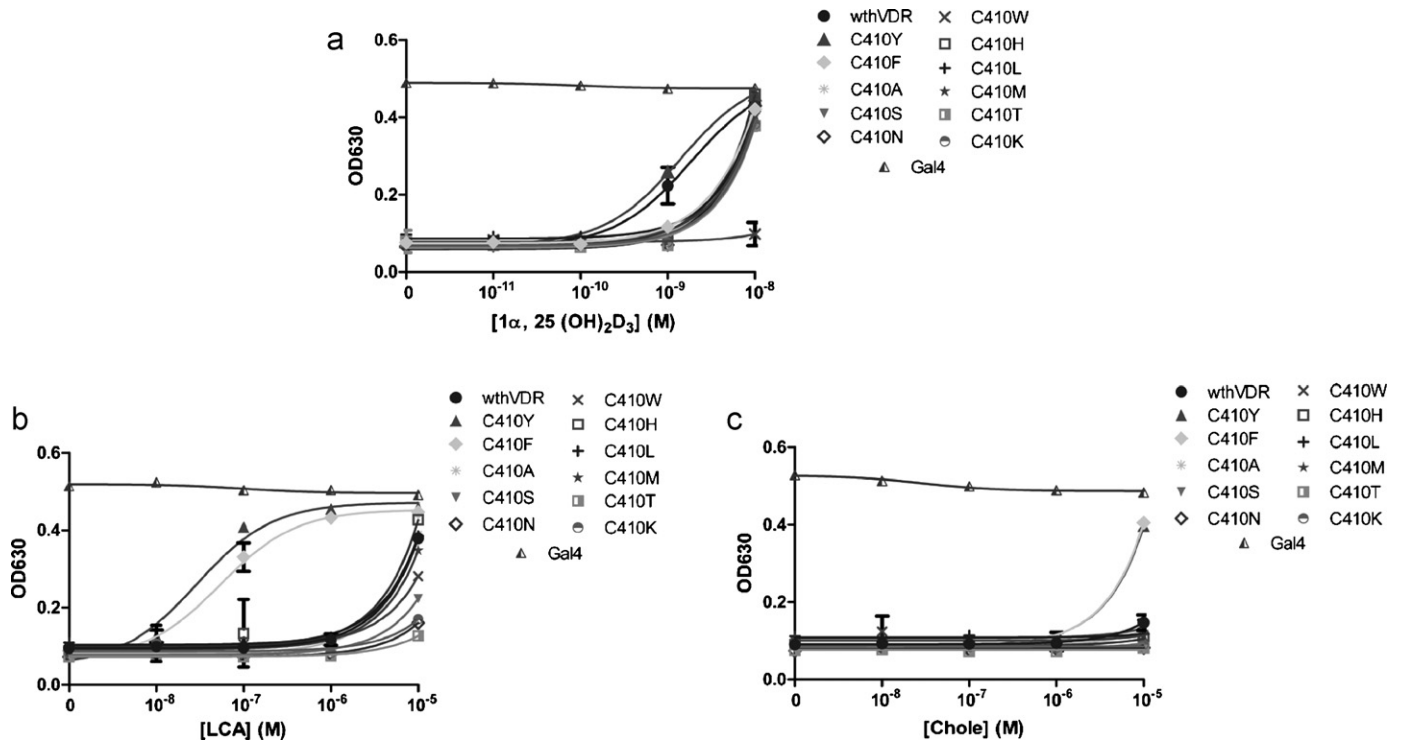 a
0.6
0.4
0.2
0.0
OD630
0 10⁻¹¹ 10⁻¹⁰ 10⁻⁹ 10⁻⁸
[1α, 25 (OH)₂D₃] (M)
wthVDR C410W
C410Y C410H
C410F C410L
C410A C410M
C410S C410T
C410N C410K
Gal4
b
0.6
0.4
0.2
0.0
OD630
0 10⁻⁸ 10⁻⁷ 10⁻⁶ 10⁻⁵
[LCA] (M)
wthVDR C410W
C410Y C410H
C410F C410L
C410A C410M
C410S C410T
C410N C410K
Gal4
c
0.6
0.4
0.2
0.0
OD630
0 10⁻⁸ 10⁻⁷ 10⁻⁶ 10⁻⁵
[Chole] (M)
wthVDR C410W
C410Y C410H
C410F C410L
C410A C410M
C410S C410T
C410N C410K
Gal4